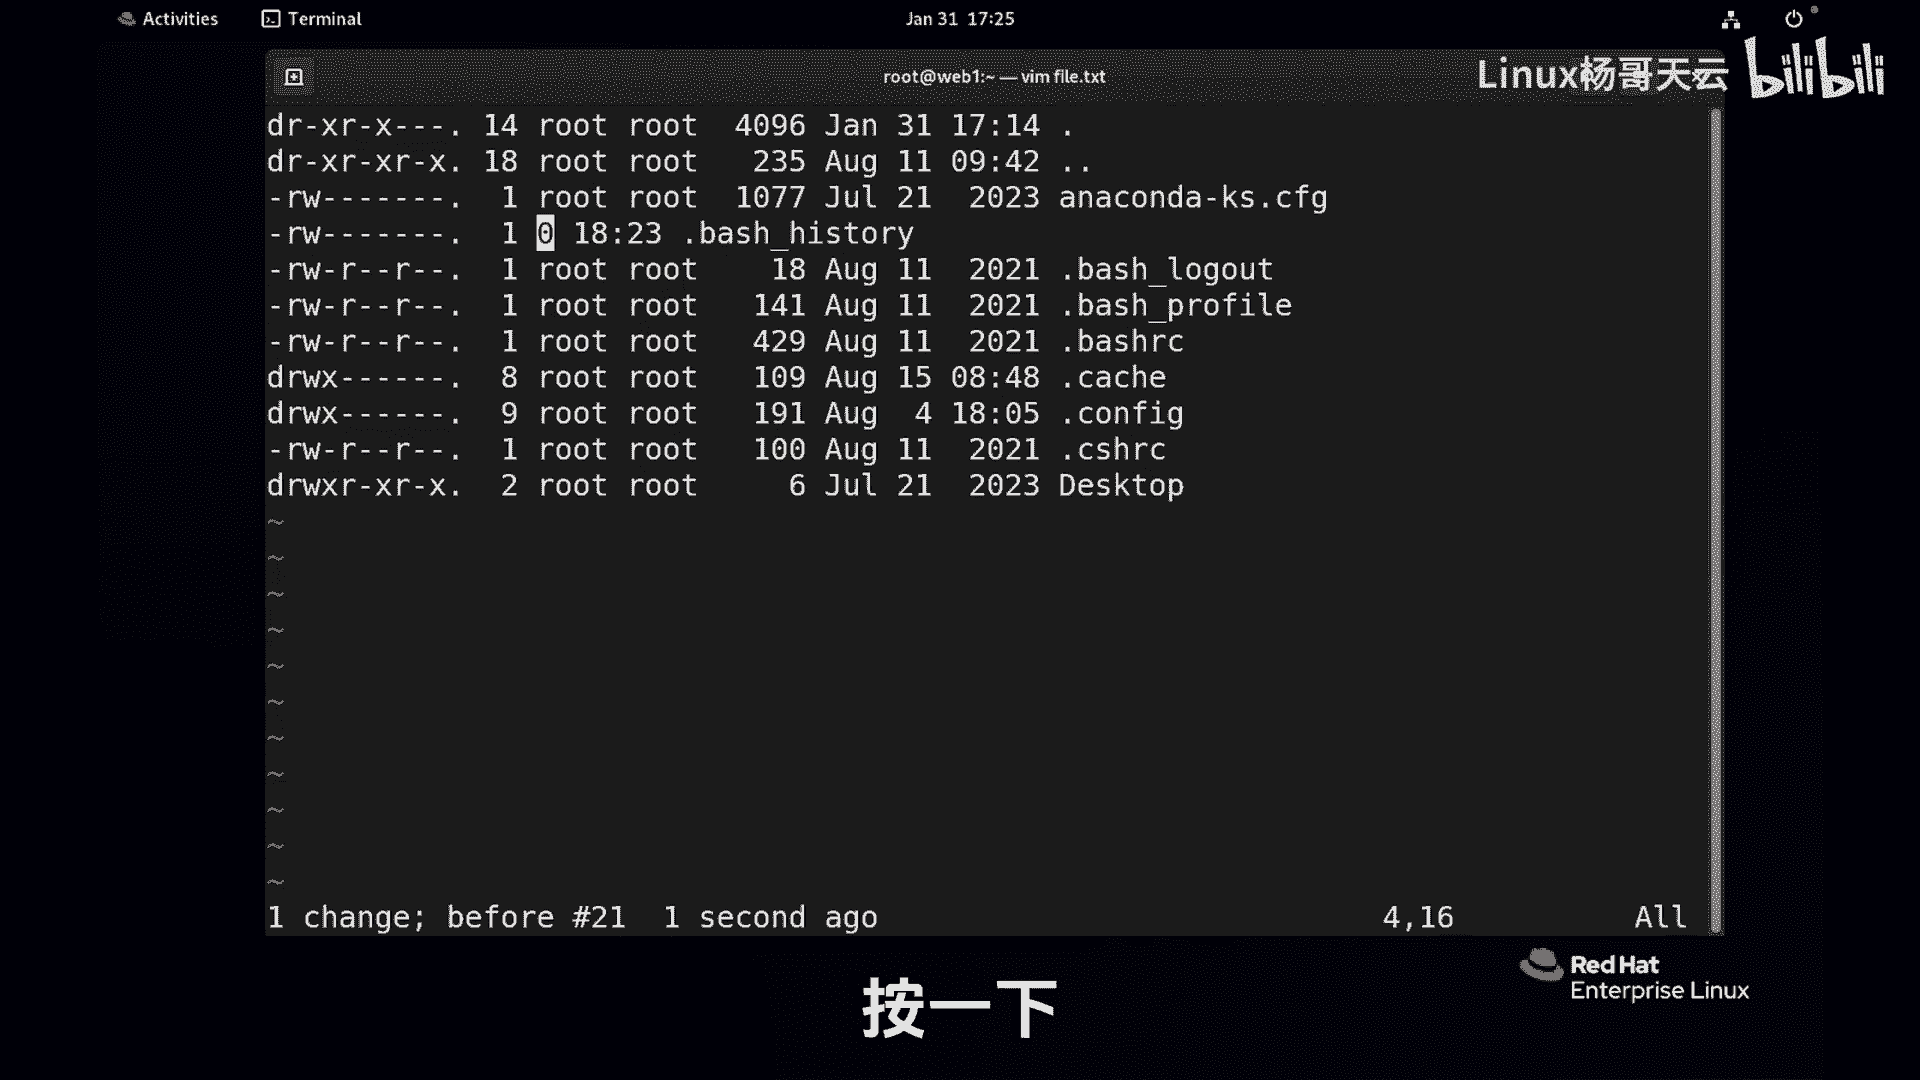 Activities Terminal Jan 31 17:25
root@web1:~ — vim file.txt
Linux杨哥天云 bilibili
dr-xr-x---. 14 root root  4096 Jan 31 17:14 .
dr-xr-xr-x. 18 root root   235 Aug 11 09:42 ..
-rw-------.  1 root root  1077 Jul 21  2023 anaconda-ks.cfg
-rw-------.  1 0 18:23 .bash_history
-rw-r--r--.  1 root root    18 Aug 11  2021 .bash_logout
-rw-r--r--.  1 root root   141 Aug 11  2021 .bash_profile
-rw-r--r--.  1 root root   429 Aug 11  2021 .bashrc
drwx------.  8 root root   109 Aug 15 08:48 .cache
drwx------.  9 root root   191 Aug  4 18:05 .config
-rw-r--r--.  1 root root   100 Aug 11  2021 .cshrc
drwxr-xr-x.  2 root root     6 Jul 21  2023 Desktop
~
~
~
~
~
~
~
~
~
~
~
1 change; before #21  1 second ago 4,16 All
Red Hat
Enterprise Linux
按一下